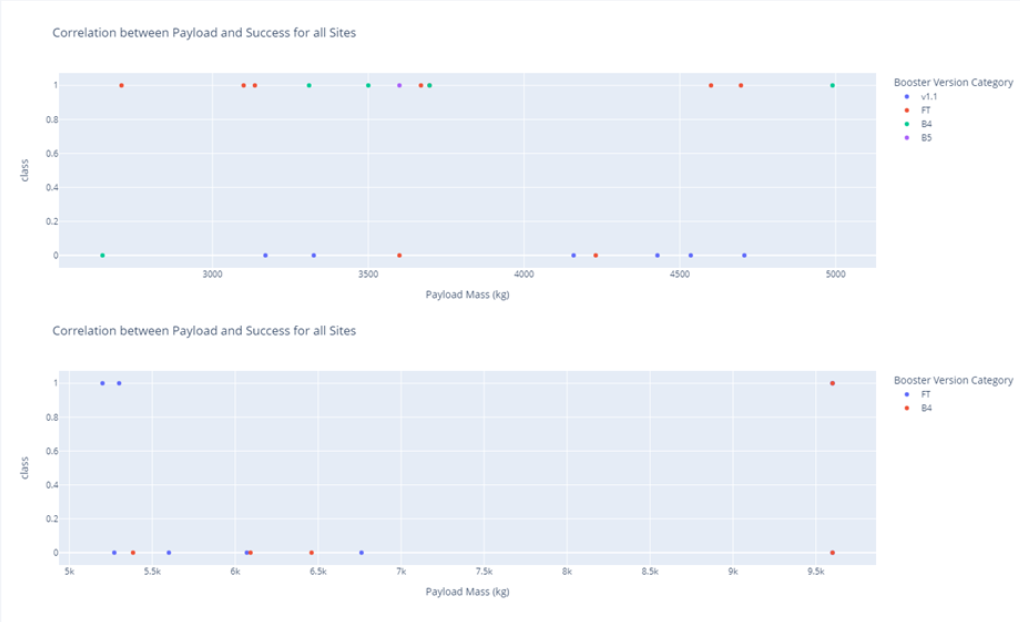 Correlation between Payload and Success for all Sites
Booster Version Category
v1.1
FT
B4
B5
class
1
0.8
0.6
0.4
0.2
0
3000 3500 4000 4500 5000
Payload Mass (kg)
Correlation between Payload and Success for all Sites
Booster Version Category
FT
B4
class
1
0.8
0.6
0.4
0.2
0
5k 5.5k 6k 6.5k 7k 7.5k 8k 8.5k 9k 9.5k
Payload Mass (kg)